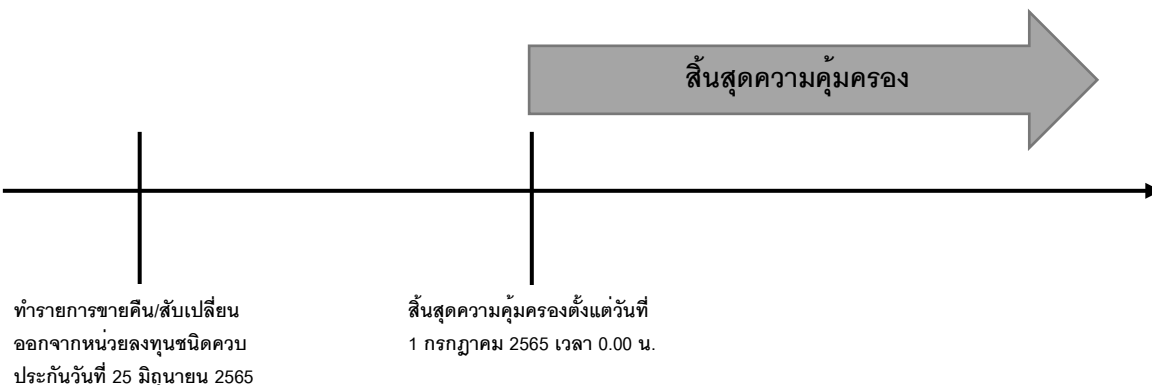 สิ้นสุดความคุ้มครอง
ทำรายการขายคืน/สับเปลี่ยน
ออกจากหน่วยลงทุนชนิดควบ
ประกันวันที่ 25 มิถุนายน 2565
สิ้นสุดความคุ้มครองตั้งแต่วันที่
1 กรกฎาคม 2565 เวลา 0.00 น.